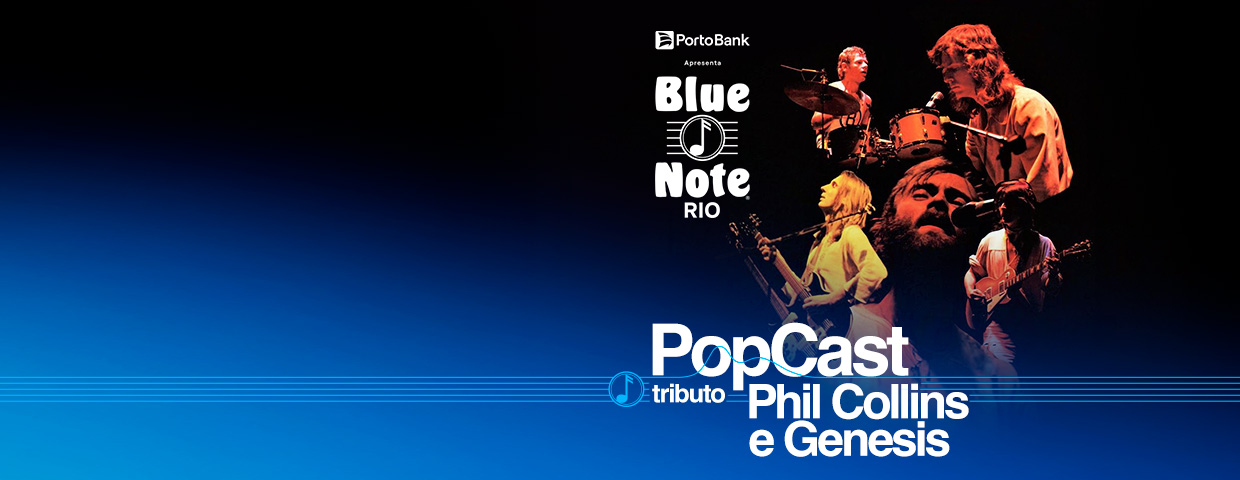 PortoBank
Apresenta
Blue
Note
RIO
PopCast
tributo
Phil Collins
e Genesis